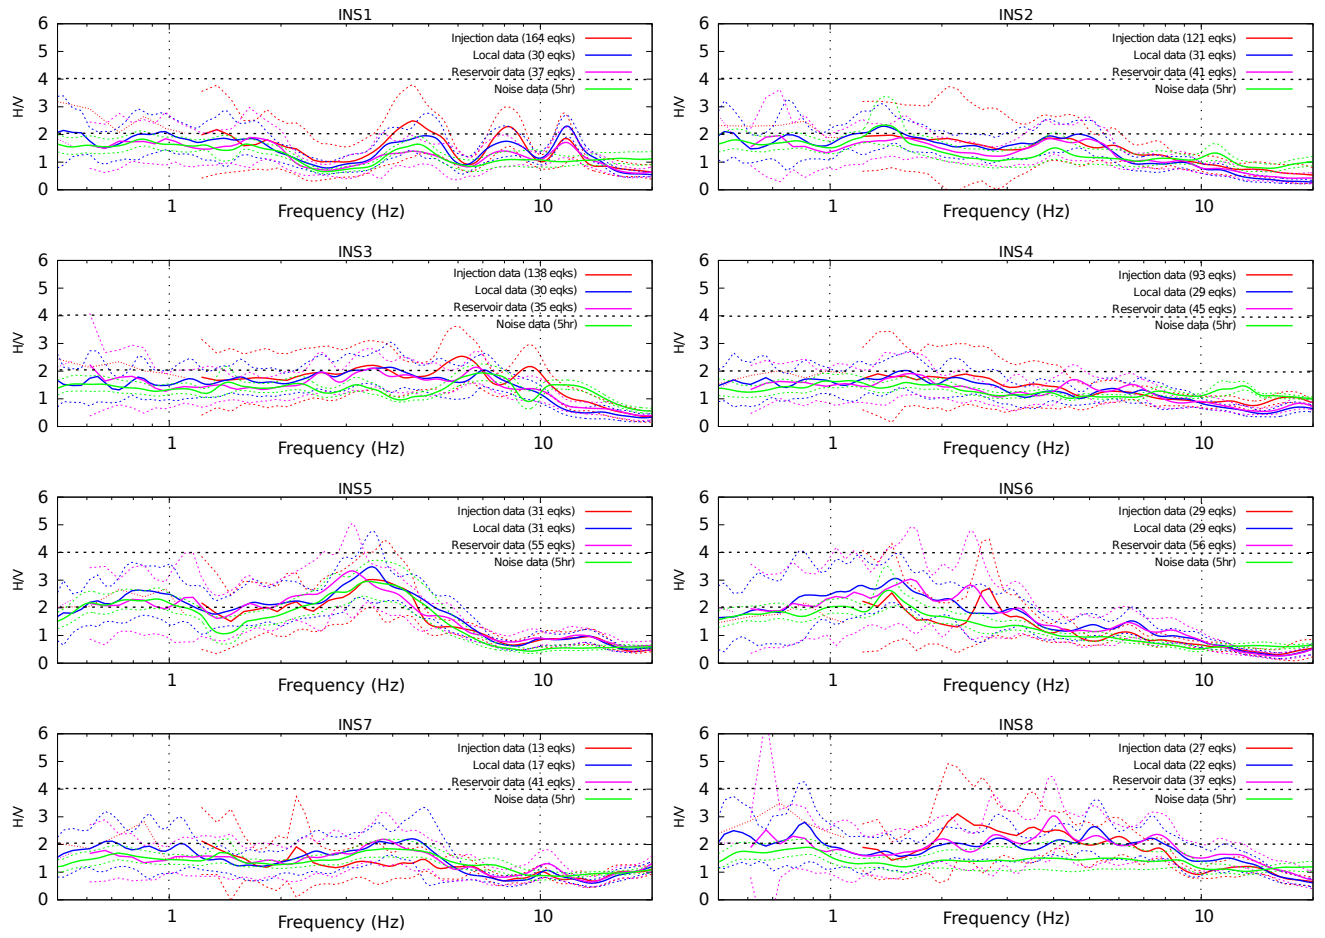 INS1
6
5
4
3
2
1
0
H/V
Injection data (164 eqks)
Local data (30 eqks)
Reservoir data (37 eqks)
Noise data (5hr)
1
10
Frequency (Hz)
INS2
6
5
4
3
2
1
0
H/V
Injection data (121 eqks)
Local data (31 eqks)
Reservoir data (41 eqks)
Noise data (5hr)
1
10
Frequency (Hz)
INS3
6
5
4
3
2
1
0
H/V
Injection data (138 eqks)
Local data (30 eqks)
Reservoir data (35 eqks)
Noise data (5hr)
1
10
Frequency (Hz)
INS4
6
5
4
3
2
1
0
H/V
Injection data (93 eqks)
Local data (29 eqks)
Reservoir data (45 eqks)
Noise data (5hr)
1
10
Frequency (Hz)
INS5
6
5
4
3
2
1
0
H/V
Injection data (31 eqks)
Local data (31 eqks)
Reservoir data (55 eqks)
Noise data (5hr)
1
10
Frequency (Hz)
INS6
6
5
4
3
2
1
0
H/V
Injection data (29 eqks)
Local data (29 eqks)
Reservoir data (56 eqks)
Noise data (5hr)
1
10
Frequency (Hz)
INS7
6
5
4
3
2
1
0
H/V
Injection data (13 eqks)
Local data (17 eqks)
Reservoir data (41 eqks)
Noise data (5hr)
1
10
Frequency (Hz)
INS8
6
5
4
3
2
1
0
H/V
Injection data (27 eqks)
Local data (22 eqks)
Reservoir data (37 eqks)
Noise data (5hr)
1
10
Frequency (Hz)